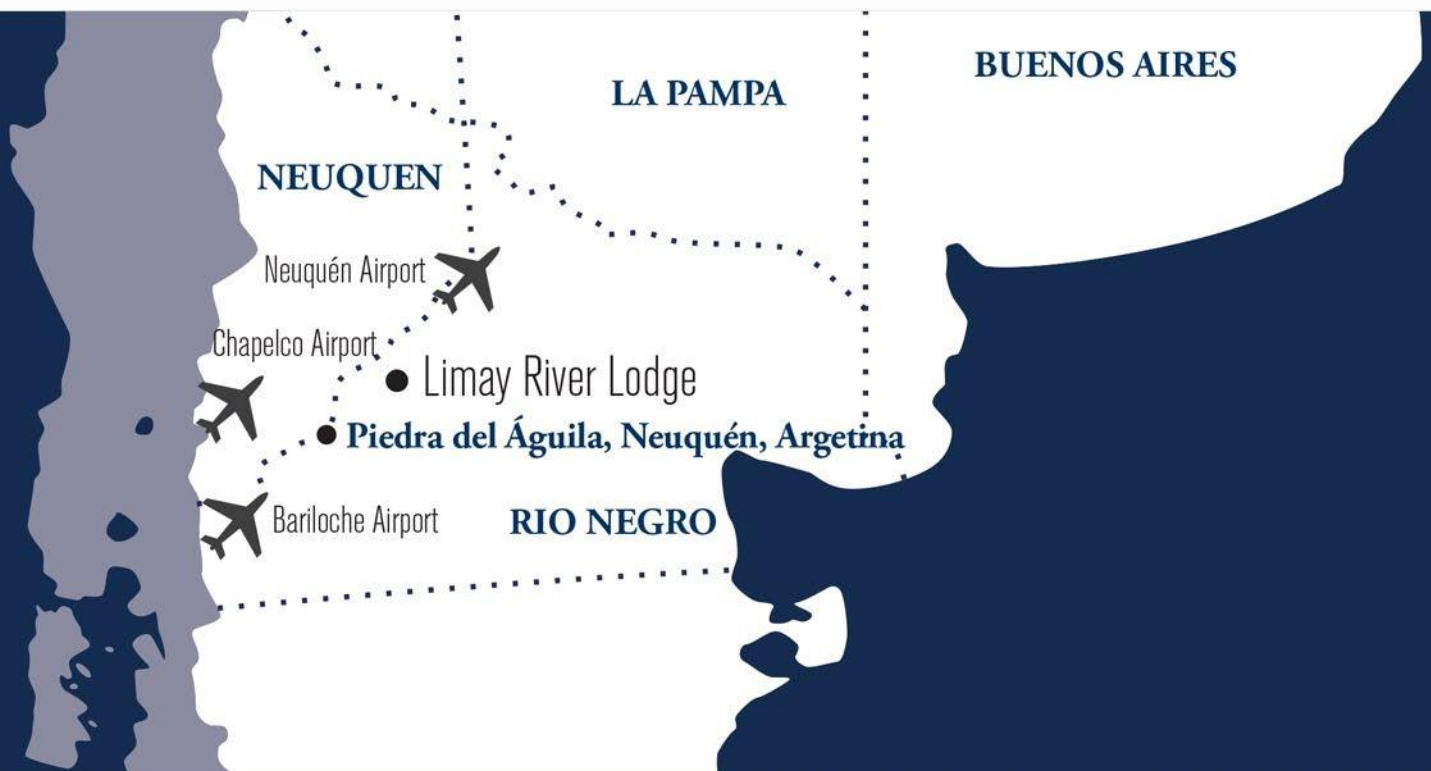 BUENOS AIRES
LA PAMPA
NEUQUEN
Neuquén Airport
Chapelco Airport
Limay River Lodge
Piedra del Águila, Neuquén, Argetina
Bariloche Airport
RIO NEGRO